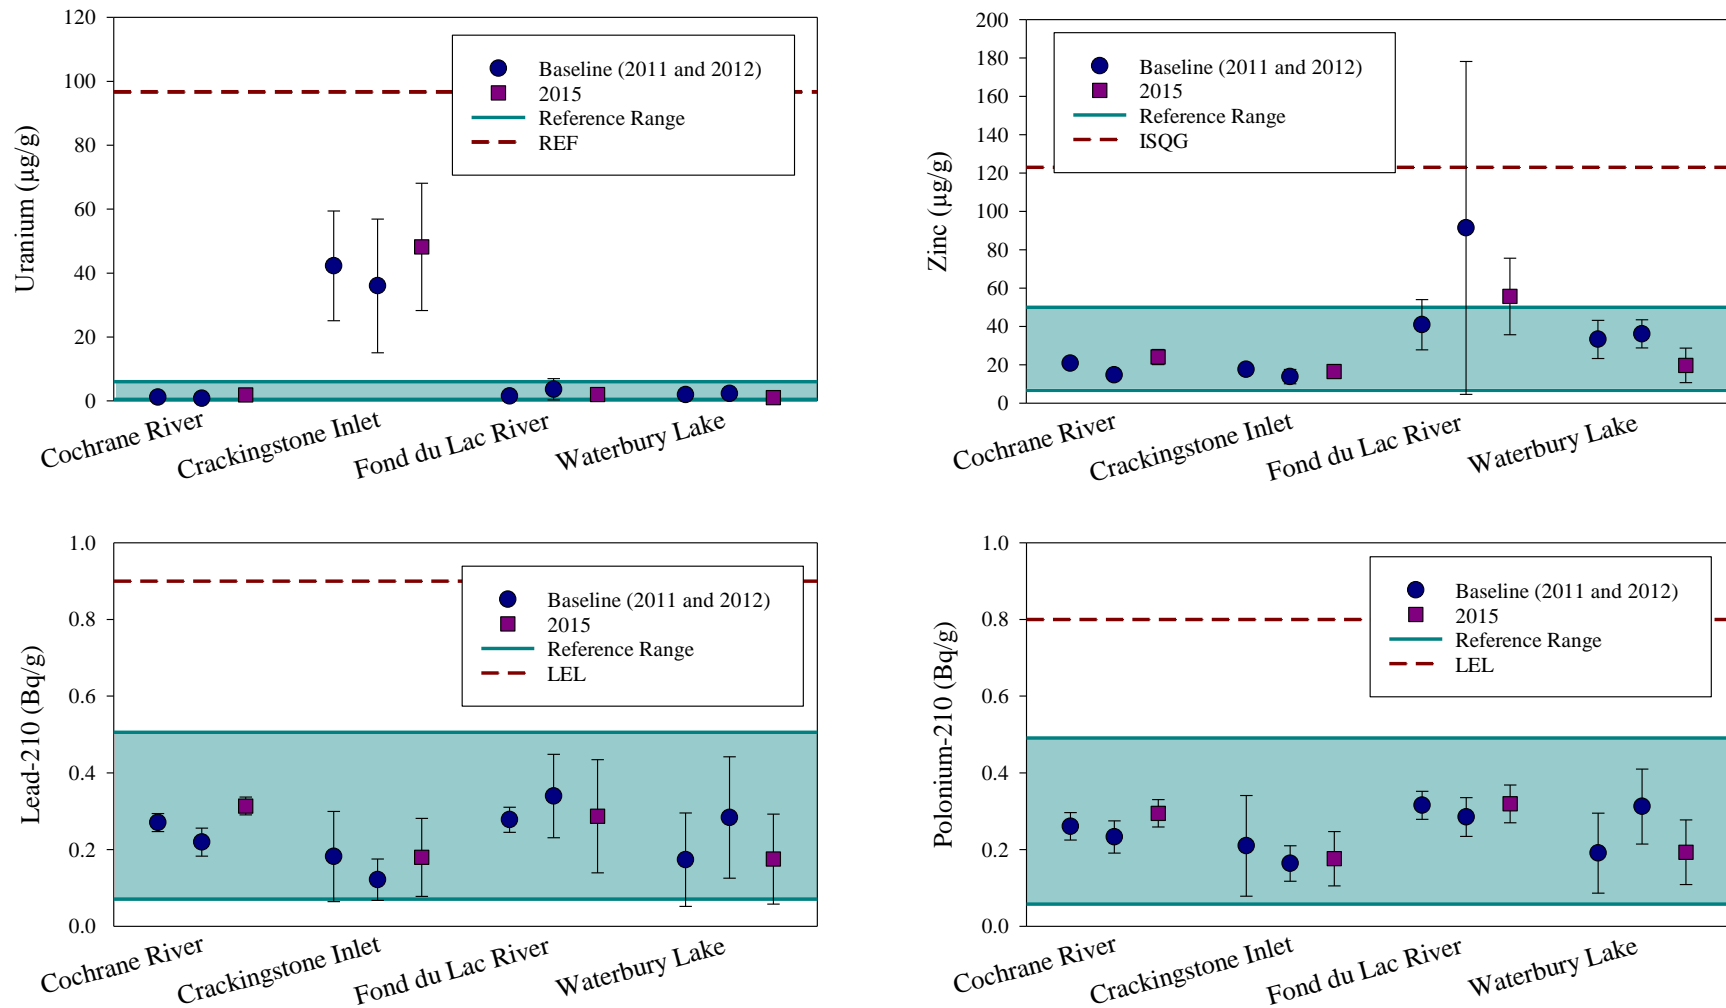 Uranium (µg/g)
120
100
80
60
40
20
0
Baseline (2011 and 2012)
2015
Reference Range
REF
Cochrane River
Crackingstone Inlet
Fond du Lac River
Waterbury Lake
Zinc (µg/g)
200
180
160
140
120
100
80
60
40
20
0
Baseline (2011 and 2012)
2015
Reference Range
ISQG
Cochrane River
Crackingstone Inlet
Fond du Lac River
Waterbury Lake
Lead-210 (Bq/g)
1.0
0.8
0.6
0.4
0.2
0.0
Baseline (2011 and 2012)
2015
Reference Range
LEL
Cochrane River
Crackingstone Inlet
Fond du Lac River
Waterbury Lake
Polonium-210 (Bq/g)
1.0
0.8
0.6
0.4
0.2
0.0
Baseline (2011 and 2012)
2015
Reference Range
LEL
Cochrane River
Crackingstone Inlet
Fond du Lac River
Waterbury Lake